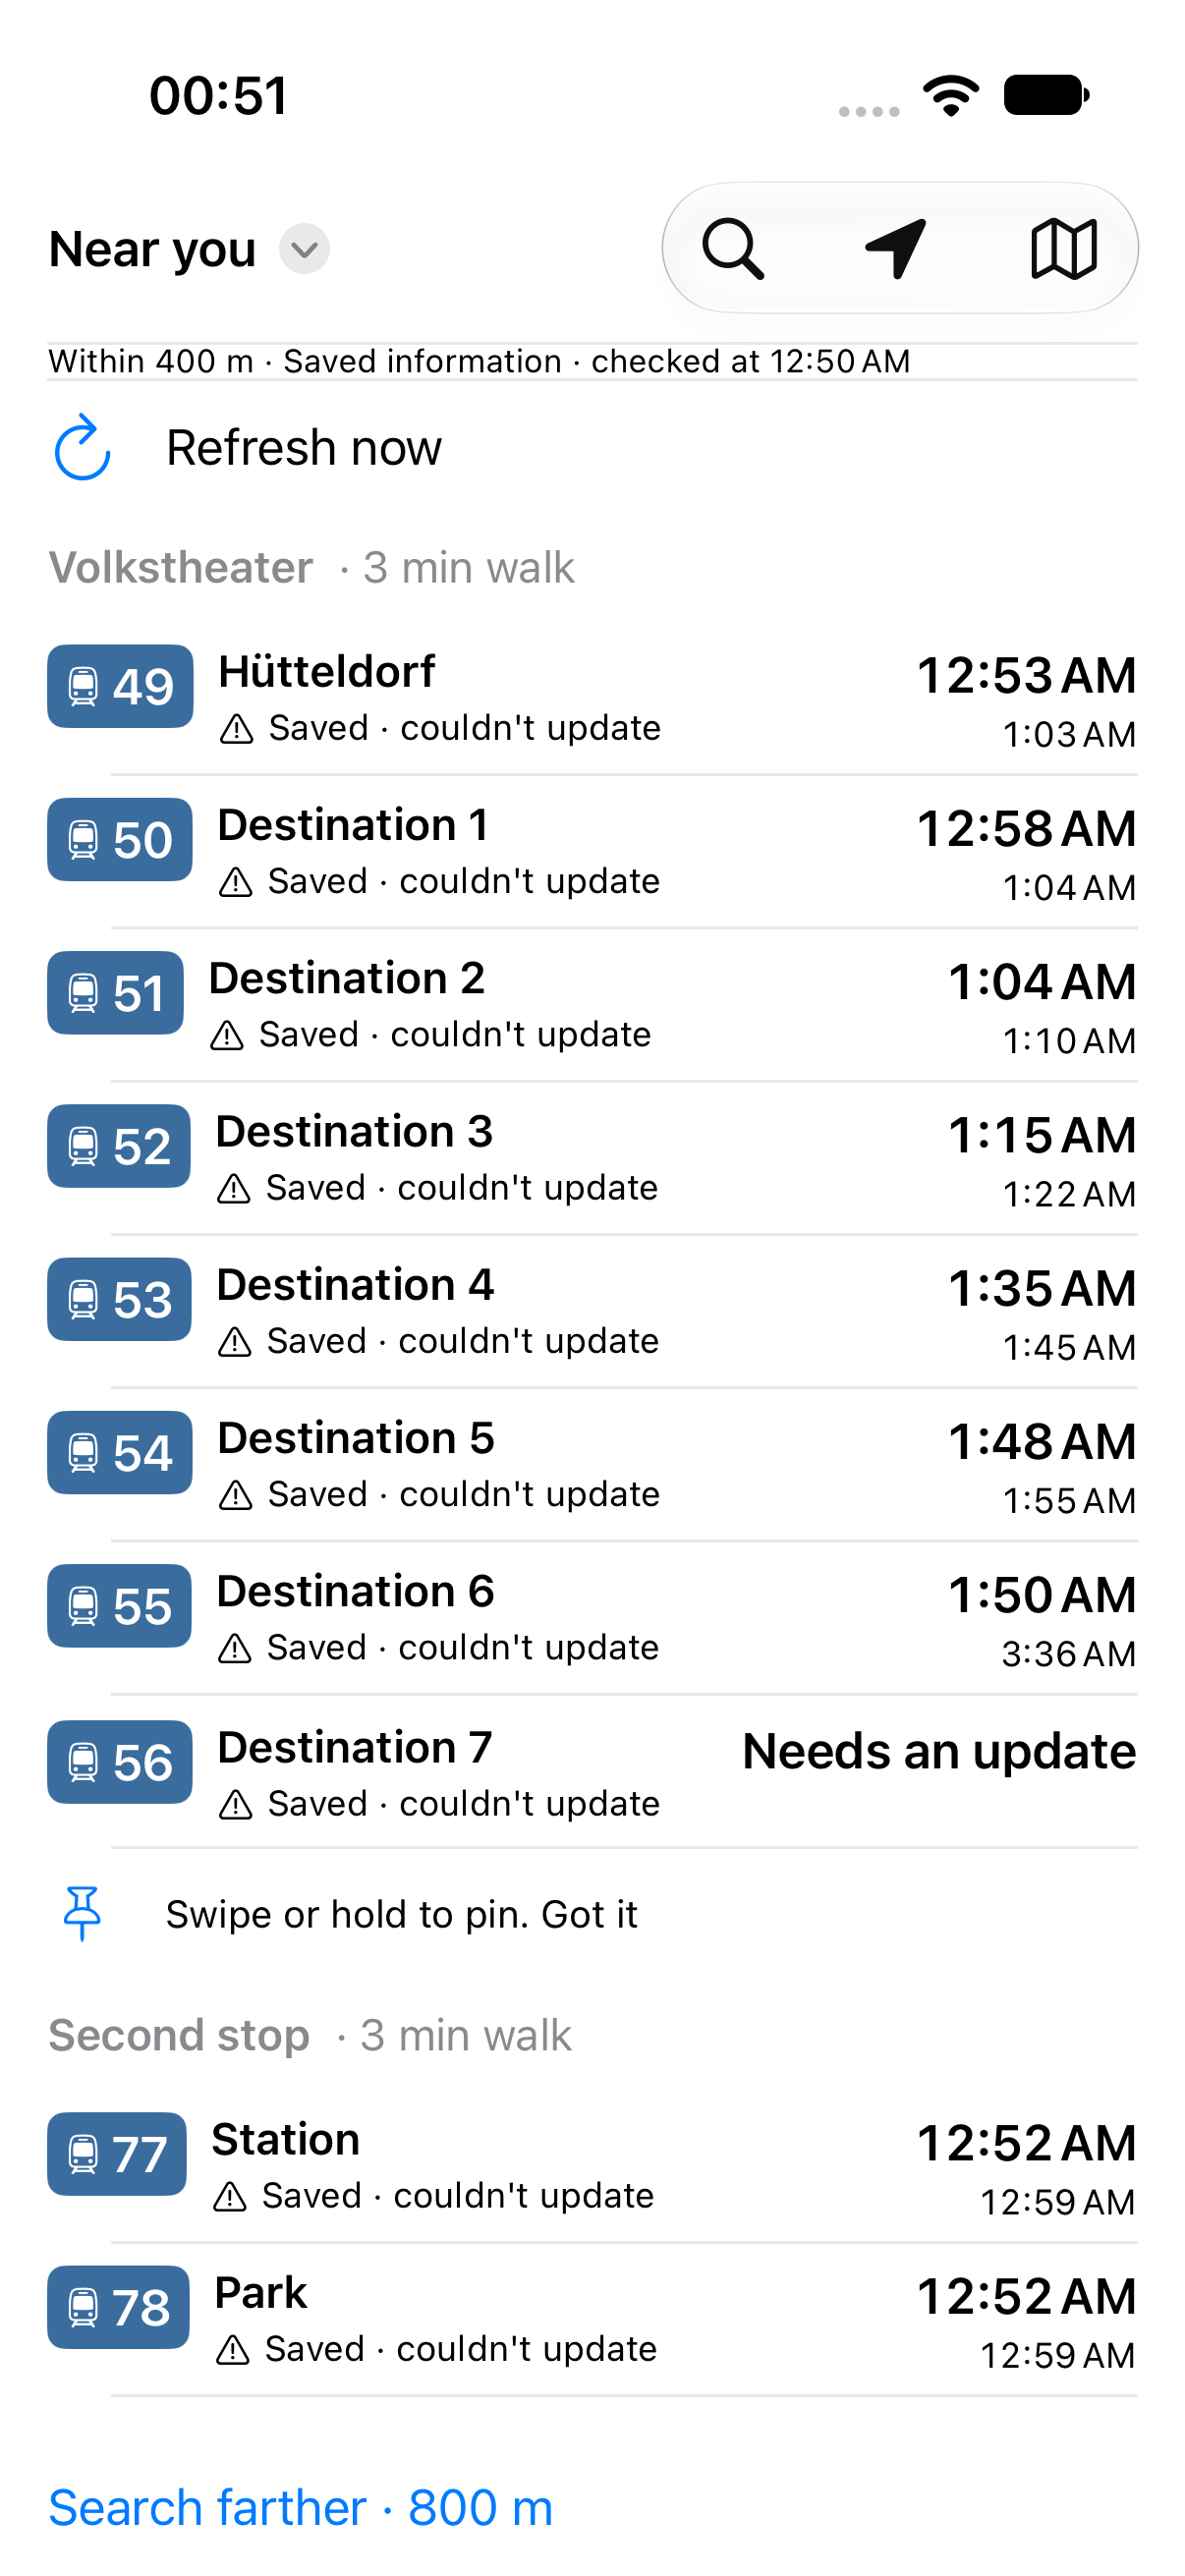 00:51
Near you
Within 400 m · Saved information · checked at 12:50 AM
Refresh now
Volkstheater · 3 min walk
49 Hütteldorf 12:53 AM
Saved · couldn't update 1:03 AM
50 Destination 1 12:58 AM
Saved · couldn't update 1:04 AM
51 Destination 2 1:04 AM
Saved · couldn't update 1:10 AM
52 Destination 3 1:15 AM
Saved · couldn't update 1:22 AM
53 Destination 4 1:35 AM
Saved · couldn't update 1:45 AM
54 Destination 5 1:48 AM
Saved · couldn't update 1:55 AM
55 Destination 6 1:50 AM
Saved · couldn't update 3:36 AM
56 Destination 7 Needs an update
Saved · couldn't update
Swipe or hold to pin. Got it
Second stop · 3 min walk
77 Station 12:52 AM
Saved · couldn't update 12:59 AM
78 Park 12:52 AM
Saved · couldn't update 12:59 AM
Search farther · 800 m